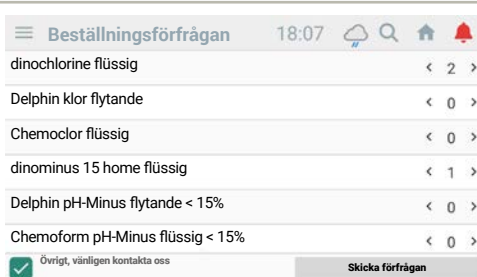 Beställningsförfrågan 18:07
dinochlorine flüssig < 2 >
Delphin klor flytande < 0 >
Chemoclor flüssig < 0 >
dinominus 15 home flüssig < 1 >
Delphin pH-Minus flytande < 15% < 0 >
Chemoform pH-Minus flüssig < 15% < 0 >
Övrigt, vänligen kontakta oss Skicka förfrågan